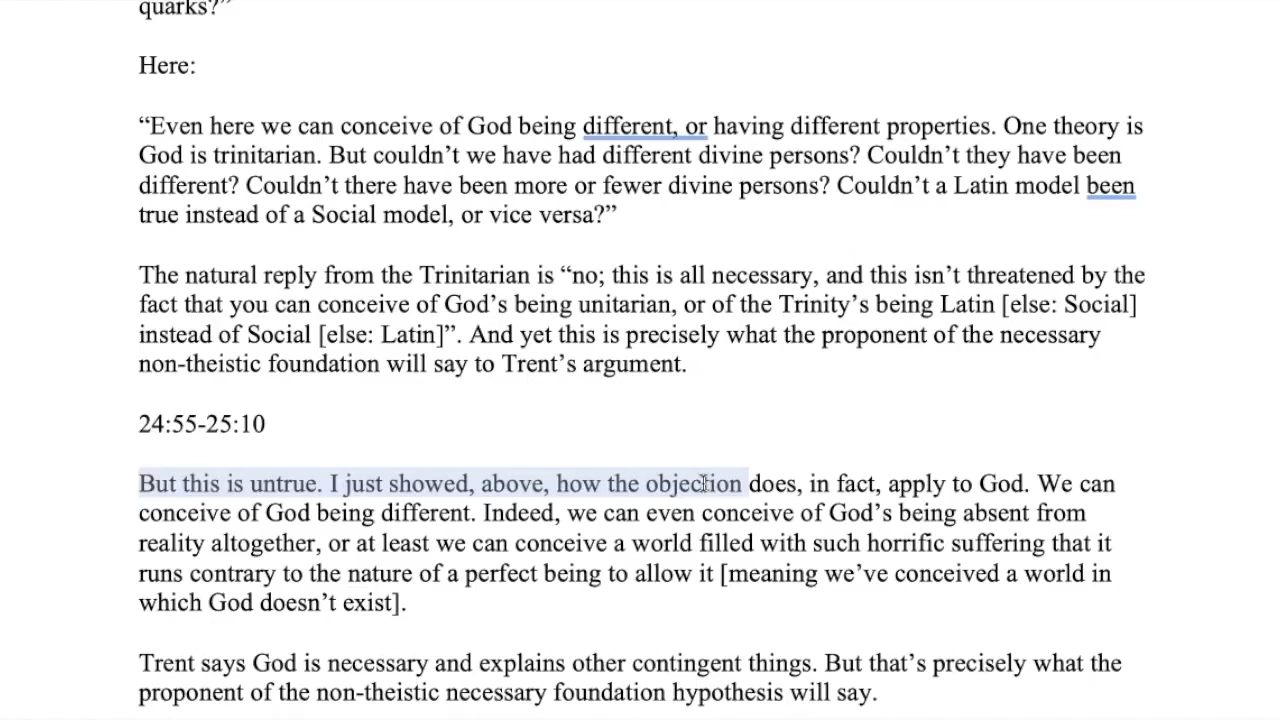 quarks?”
Here:
“Even here we can conceive of God being different, or having different properties. One theory is
God is trinitarian. But couldn’t we have had different divine persons? Couldn’t they have been
different? Couldn’t there have been more or fewer divine persons? Couldn’t a Latin model been
true instead of a Social model, or vice versa?”
The natural reply from the Trinitarian is “no; this is all necessary, and this isn’t threatened by the
fact that you can conceive of God’s being unitarian, or of the Trinity’s being Latin [else: Social]
instead of Social [else: Latin]”. And yet this is precisely what the proponent of the necessary
non-theistic foundation will say to Trent’s argument.
24:55-25:10
But this is untrue. I just showed, above, how the objection does, in fact, apply to God. We can
conceive of God being different. Indeed, we can even conceive of God’s being absent from
reality altogether, or at least we can conceive a world filled with such horrific suffering that it
runs contrary to the nature of a perfect being to allow it [meaning we’ve conceived a world in
which God doesn’t exist].
Trent says God is necessary and explains other contingent things. But that’s precisely what the
proponent of the non-theistic necessary foundation hypothesis will say.